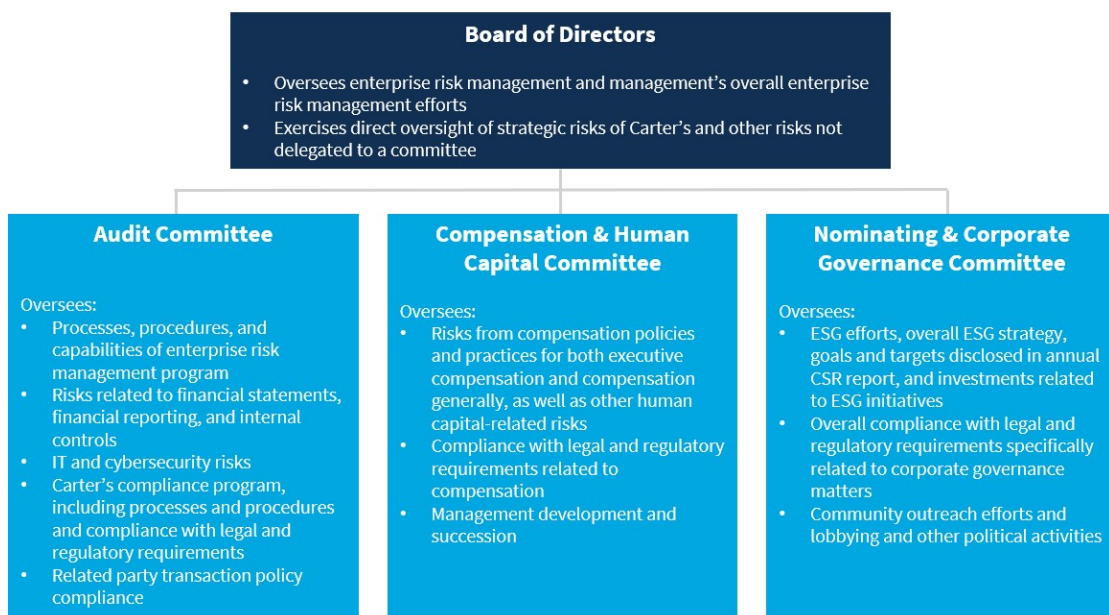 Board of Directors
• Oversees enterprise risk management and management’s overall enterprise
risk management efforts
• Exercises direct oversight of strategic risks of Carter’s and other risks not
delegated to a committee
Audit Committee
Oversees:
• Processes, procedures, and
capabilities of enterprise risk
management program
• Risks related to financial statements,
financial reporting, and internal
controls
• IT and cybersecurity risks
• Carter’s compliance program,
including processes and procedures
and compliance with legal and
regulatory requirements
• Related party transaction policy
compliance
Compensation & Human
Capital Committee
Oversees:
• Risks from compensation policies
and practices for both executive
compensation and compensation
generally, as well as other human
capital-related risks
• Compliance with legal and regulatory
requirements related to
compensation
• Management development and
succession
Nominating & Corporate
Governance Committee
Oversees:
• ESG efforts, overall ESG strategy,
goals and targets disclosed in annual
CSR report, and investments related
to ESG initiatives
• Overall compliance with legal and
regulatory requirements specifically
related to corporate governance
matters
• Community outreach efforts and
lobbying and other political activities